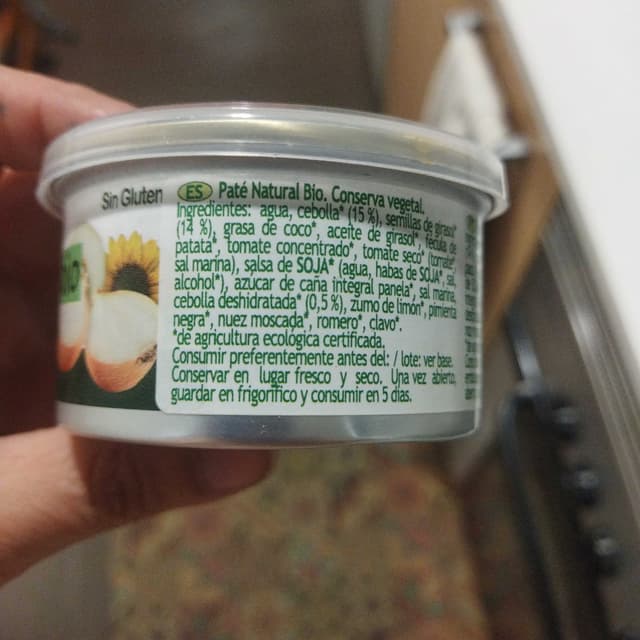 Sin Gluten
ES Paté Natural Bio. Conserva vegetal.
Ingredientes: agua, cebolla* (15 %), semillas de girasol*
(14 %), grasa de coco*, aceite de girasol*, fécula de
patata*, tomate concentrado*, tomate seco* (tomate*,
sal marina), salsa de SOJA* (agua, habas de SOJA*, sal,
alcohol*), azucar de caña integral panela*, sal marina,
cebolla deshidratada* (0,5 %), zumo de limón*, pimienta
negra*, nuez moscada*, romero*, clavo*.
*de agricultura ecológica certificada.
Consumir preferentemente antes del: / lote: ver base.
Conservar en lugar fresco y seco. Una vez abierto,
guardar en frigorífico y consumir en 5 días.